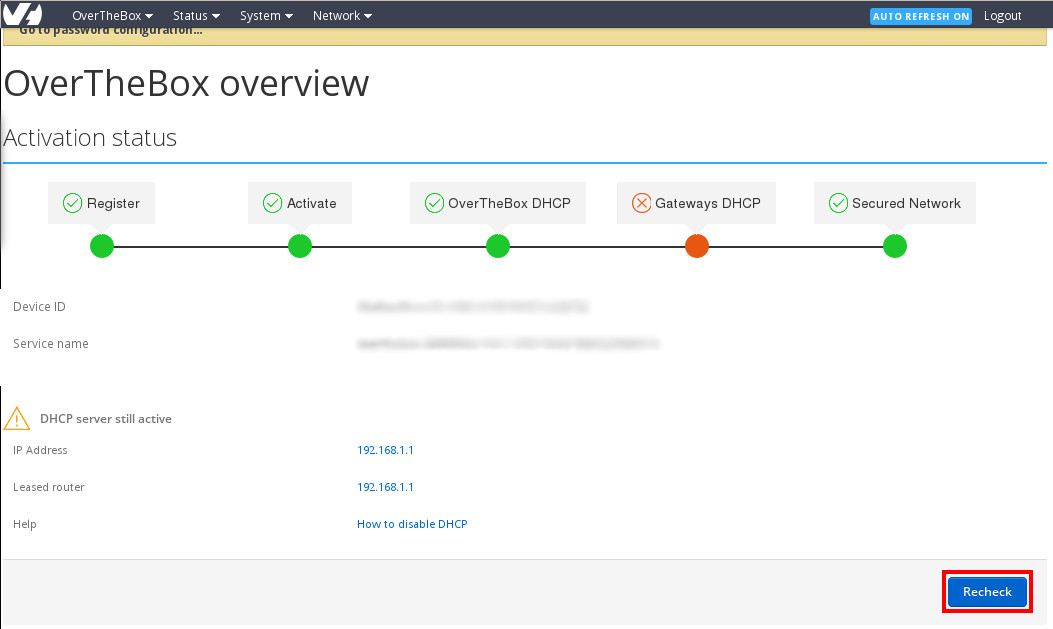 OverTheBox Status System Network AUTO REFRESH ON Logout
Go to password configuration...
OverTheBox overview
Activation status
Register Activate OverTheBox DHCP Gateways DHCP Secured Network
Device ID
Service name
DHCP server still active
IP Address 192.168.1.1
Leased router 192.168.1.1
Help How to disable DHCP
Recheck